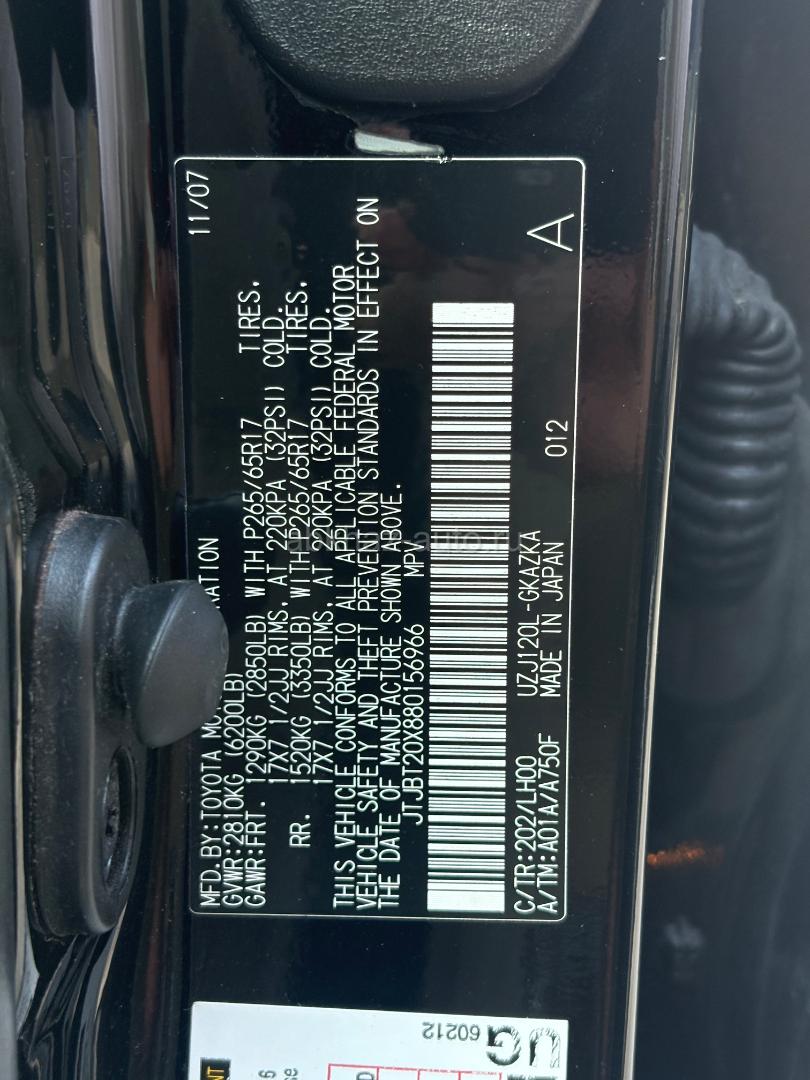 11/07
MFD.BY:TOYOTA
GVWR:2810KG (6200LB)
GAWR:FRT. 1290KG (2850LB) WITH P265/65R17 TIRES,
17X7 1/2JJ RIMS, AT 220KPA (32PSI) COLD.
RR. 1520KG (3350LB) WITH P265/65R17 TIRES,
17X7 1/2JJ RIMS, AT 220KPA (32PSI) COLD.
THIS VEHICLE CONFORMS TO ALL APPLICABLE FEDERAL MOTOR
VEHICLE SAFETY AND THEFT PREVENTION STANDARDS IN EFFECT ON
THE DATE OF MANUFACTURE SHOWN ABOVE.
JTJBT20X880156966 MPV
C/TR:202/LH00 UZJ120L-GKAZKA 012
A/TM:A01A/A750F MADE IN JAPAN
A
60212
UG